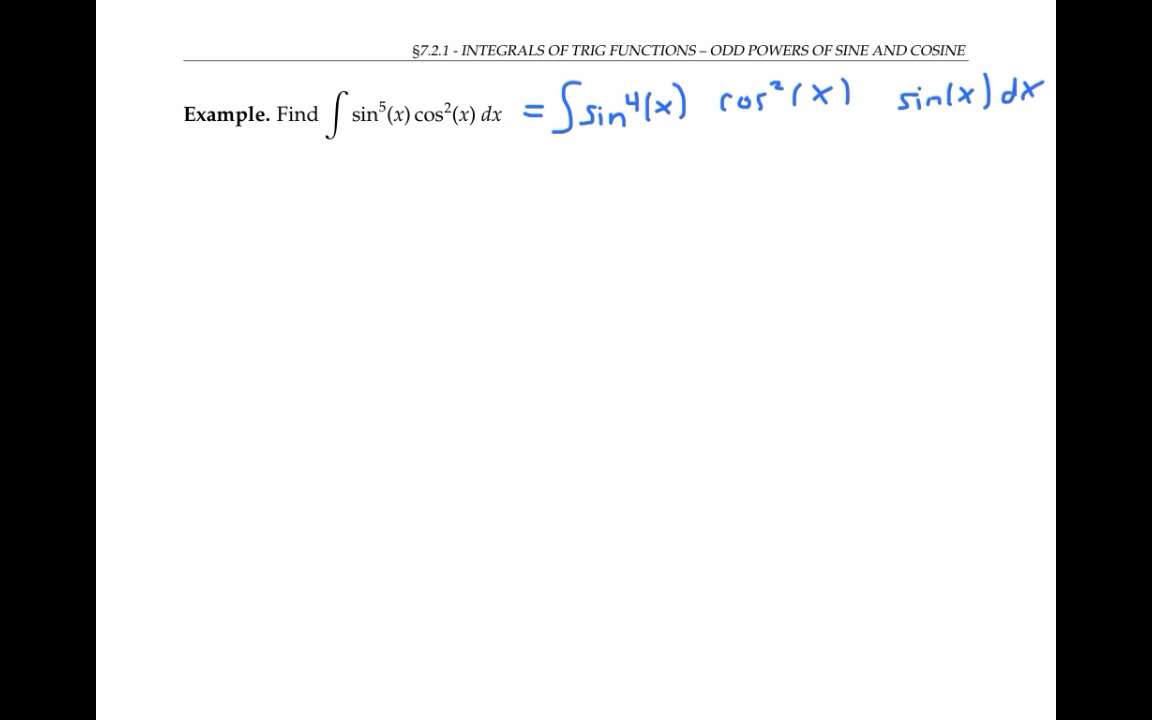 §7.2.1 - INTEGRALS OF TRIG FUNCTIONS – ODD POWERS OF SINE AND COSINE
Example. Find ∫ sin⁵(x) cos²(x) dx = ∫ sin⁴(x) cos²(x) sin(x) dx